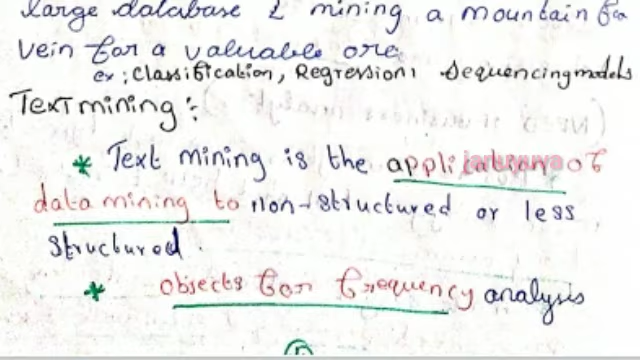 large database & mining a mountain for
vein for a valuable ore
ex: Classification, Regression, Sequencing models
Text mining:
* Text mining is the application of
data mining to non-structured or less
structured.
* objects for frequency analysis